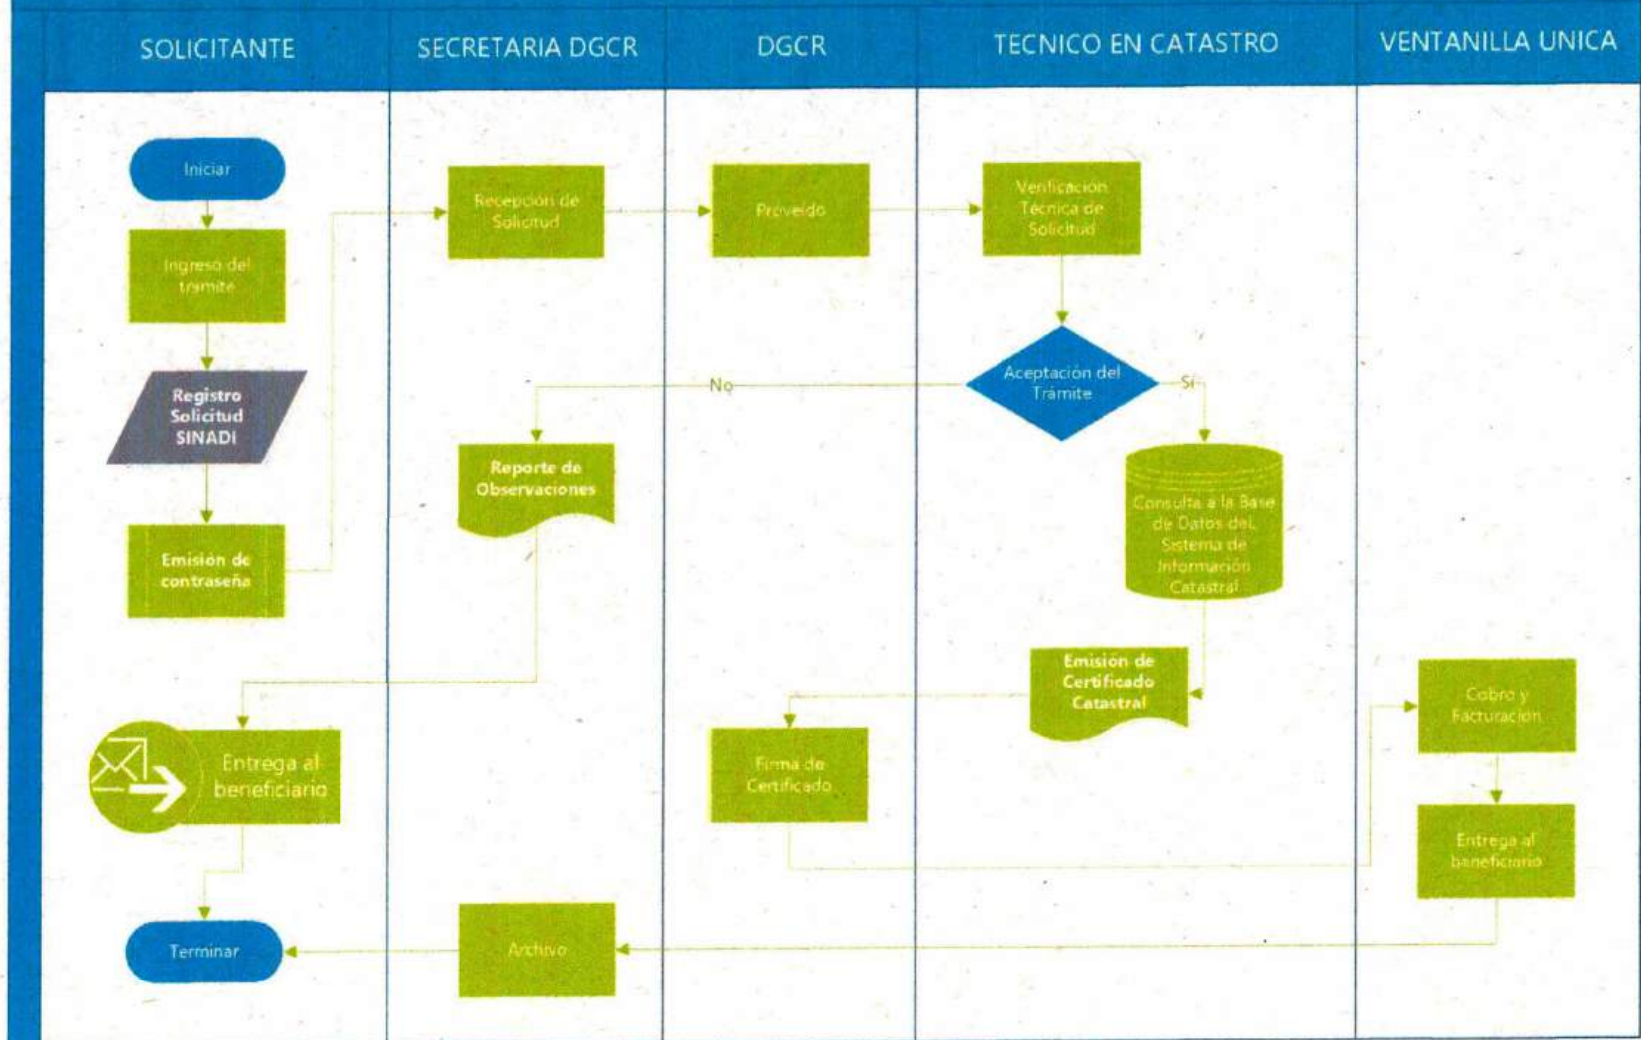 SOLICITANTE
SECRETARIA DGCR
DGCR
TECNICO EN CATASTRO
VENTANILLA UNICA
Iniciar
Ingreso del
trámite
Registro
Solicitud
SINADI
Emisión de
contraseña
Recepción de
Solicitud
Proveído
Verificación
Técnica de
Solicitud
Aceptación del
Trámite
No
Sí
Reporte de
Observaciones
Consulta a la Base
de Datos del
Sistema de
Información
Catastral
Emisión de
Certificado
Catastral
Firma de
Certificado
Cobro y
Facturación
Entrega al
beneficiario
Entrega al
beneficiario
Archivo
Terminar